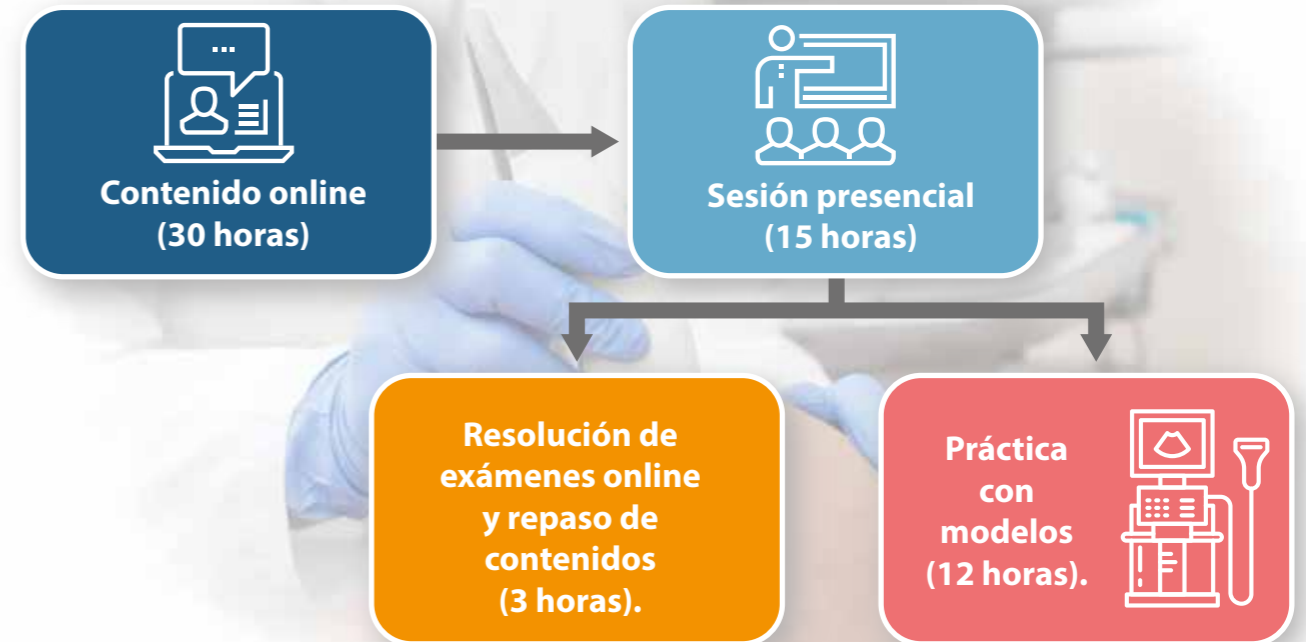 Contenido online
(30 horas)
Sesión presencial
(15 horas)
Resolución de
exámenes online
y repaso de
contenidos
(3 horas).
Práctica
con
modelos
(12 horas).